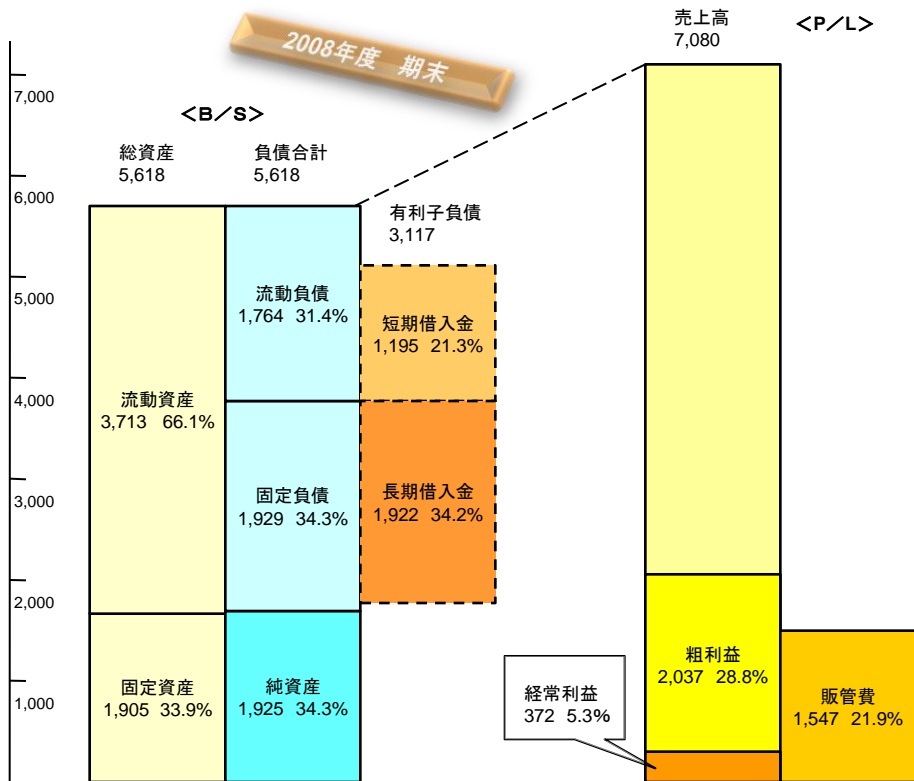 2008年度 期末
＜B／S＞
総資産
5,618
負債合計
5,618
有利子負債
3,117
売上高
7,080
＜P／L＞
7,000
6,000
5,000
4,000
3,000
2,000
1,000
流動資産
3,713 66.1%
固定資産
1,905 33.9%
流動負債
1,764 31.4%
固定負債
1,929 34.3%
純資産
1,925 34.3%
短期借入金
1,195 21.3%
長期借入金
1,922 34.2%
経常利益
372 5.3%
粗利益
2,037 28.8%
販管費
1,547 21.9%